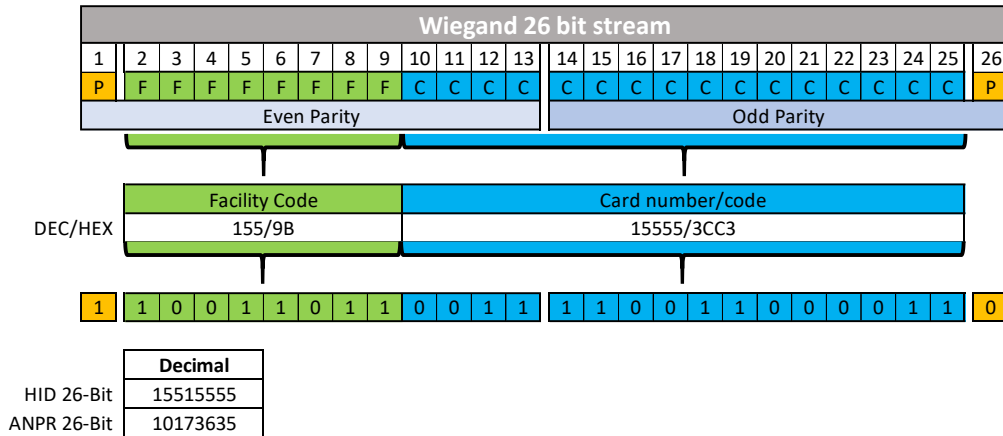 Wiegand 26 bit stream
1 2 3 4 5 6 7 8 9 10 11 12 13 14 15 16 17 18 19 20 21 22 23 24 25 26
P F F F F F F F F C C C C C C C C C C C C C C C C P
Even Parity Odd Parity
Facility Code Card number/code
DEC/HEX 155/9B 15555/3CC3
1 1 0 0 1 1 0 1 1 0 0 1 1 1 1 0 0 1 1 0 0 0 0 1 1 0
Decimal
HID 26-Bit 15515555
ANPR 26-Bit 10173635